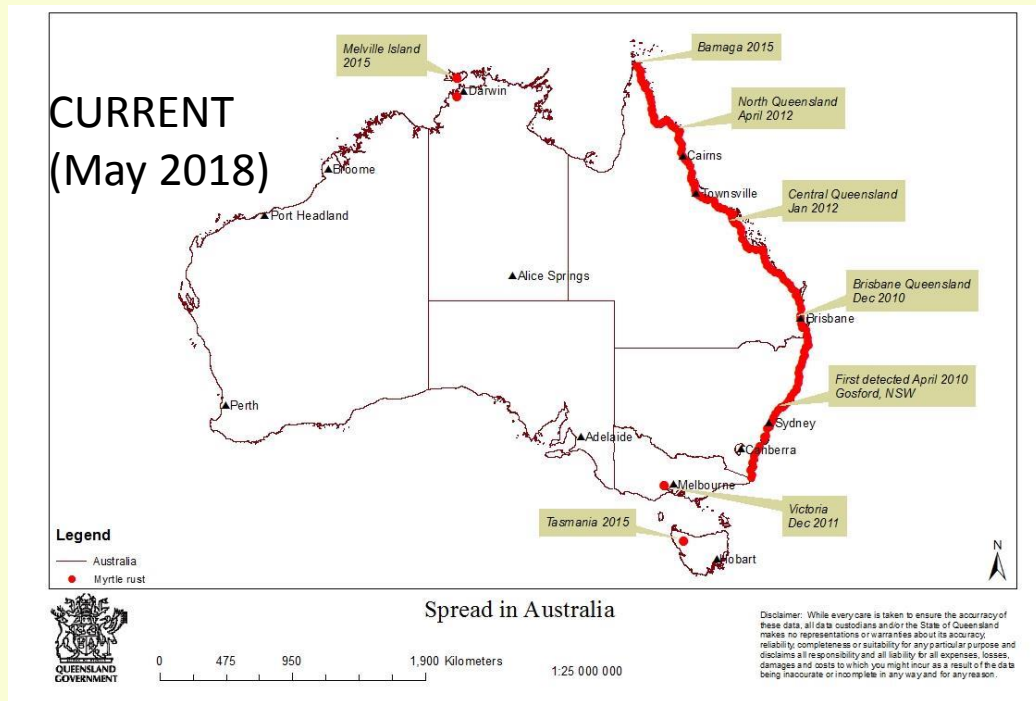 CURRENT
(May 2018)
Melville Island
2015
Bamaga 2015
Darwin
North Queensland
April 2012
Cairns
Broome
Townsville
Central Queensland
Jan 2012
Port Headland
Alice Springs
Brisbane Queensland
Dec 2010
Brisbane
First detected April 2010
Gosford, NSW
Perth
Sydney
Adelaide
Canberra
Melbourne
Victoria
Dec 2011
Tasmania 2015
Hobart
Legend
Australia
Myrtle rust
N
QUEENSLAND
GOVERNMENT
Spread in Australia
0 475 950 1,900 Kilometers
1:25 000 000
Disclaimer: While every care is taken to ensure the accurracy of
these data, all data custodians and/or the State of Queensland
makes no representations or warranties about its accuracy,
reliability, completeness or suitability for any particular purpose and
disclaims all responsibility and all liability for all expenses, losses,
damages and costs to which you might incur as a result of the data
being inaccurate or incomplete in any way and for any reason.